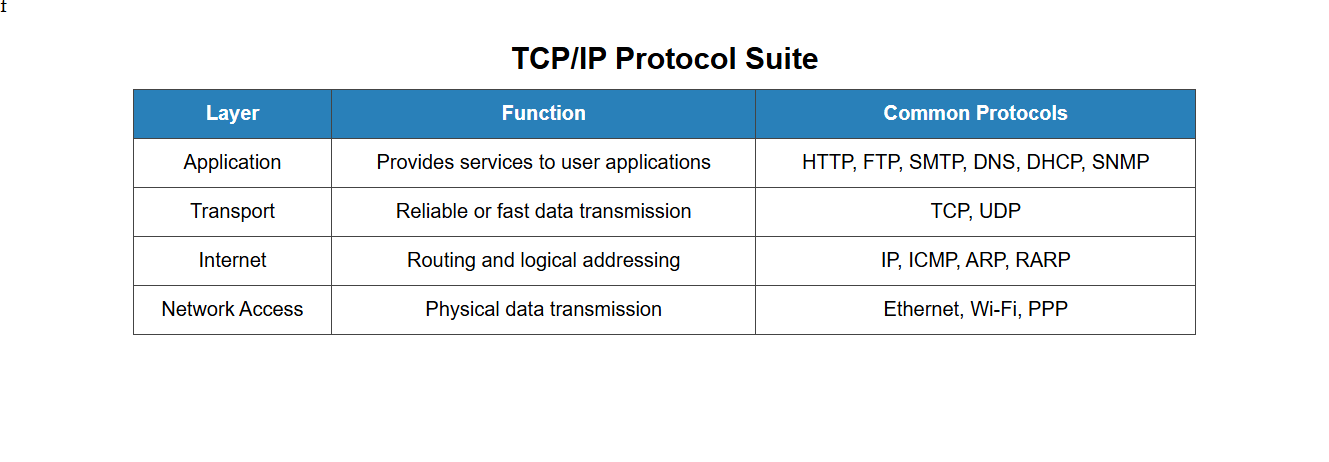 f
TCP/IP Protocol Suite
Layer Function Common Protocols
Application Provides services to user applications HTTP, FTP, SMTP, DNS, DHCP, SNMP
Transport Reliable or fast data transmission TCP, UDP
Internet Routing and logical addressing IP, ICMP, ARP, RARP
Network Access Physical data transmission Ethernet, Wi-Fi, PPP